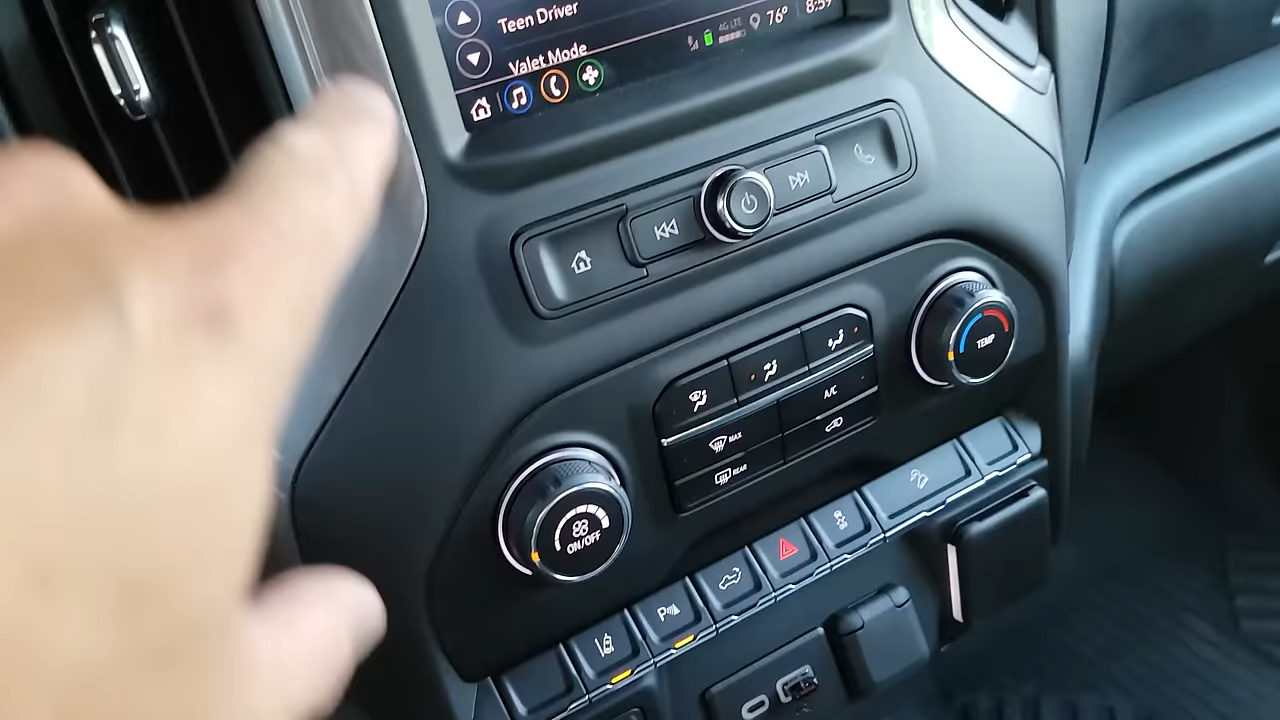 Teen Driver
Valet Mode
4G LTE
76°
8:59
TEMP
A/C
MAX
REAR
ON/OFF
P